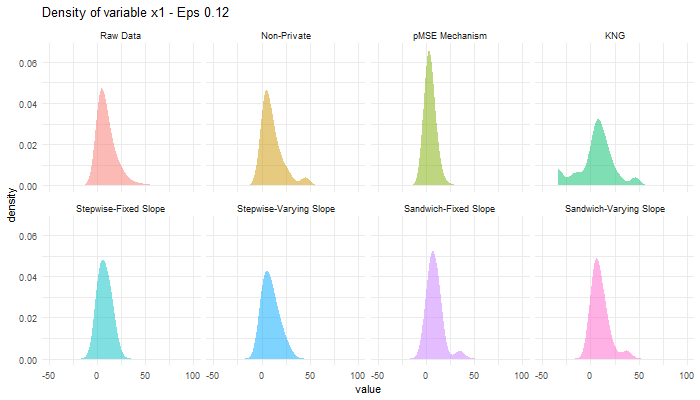 Density of variable x1 - Eps 0.12
Raw Data Non-Private pMSE Mechanism KNG
0.06
0.04
0.02
0.00
density
Stepwise-Fixed Slope Stepwise-Varying Slope Sandwich-Fixed Slope Sandwich-Varying Slope
0.06
0.04
0.02
0.00
-50 0 50 100 -50 0 50 100 -50 0 50 100 -50 0 50 100
value